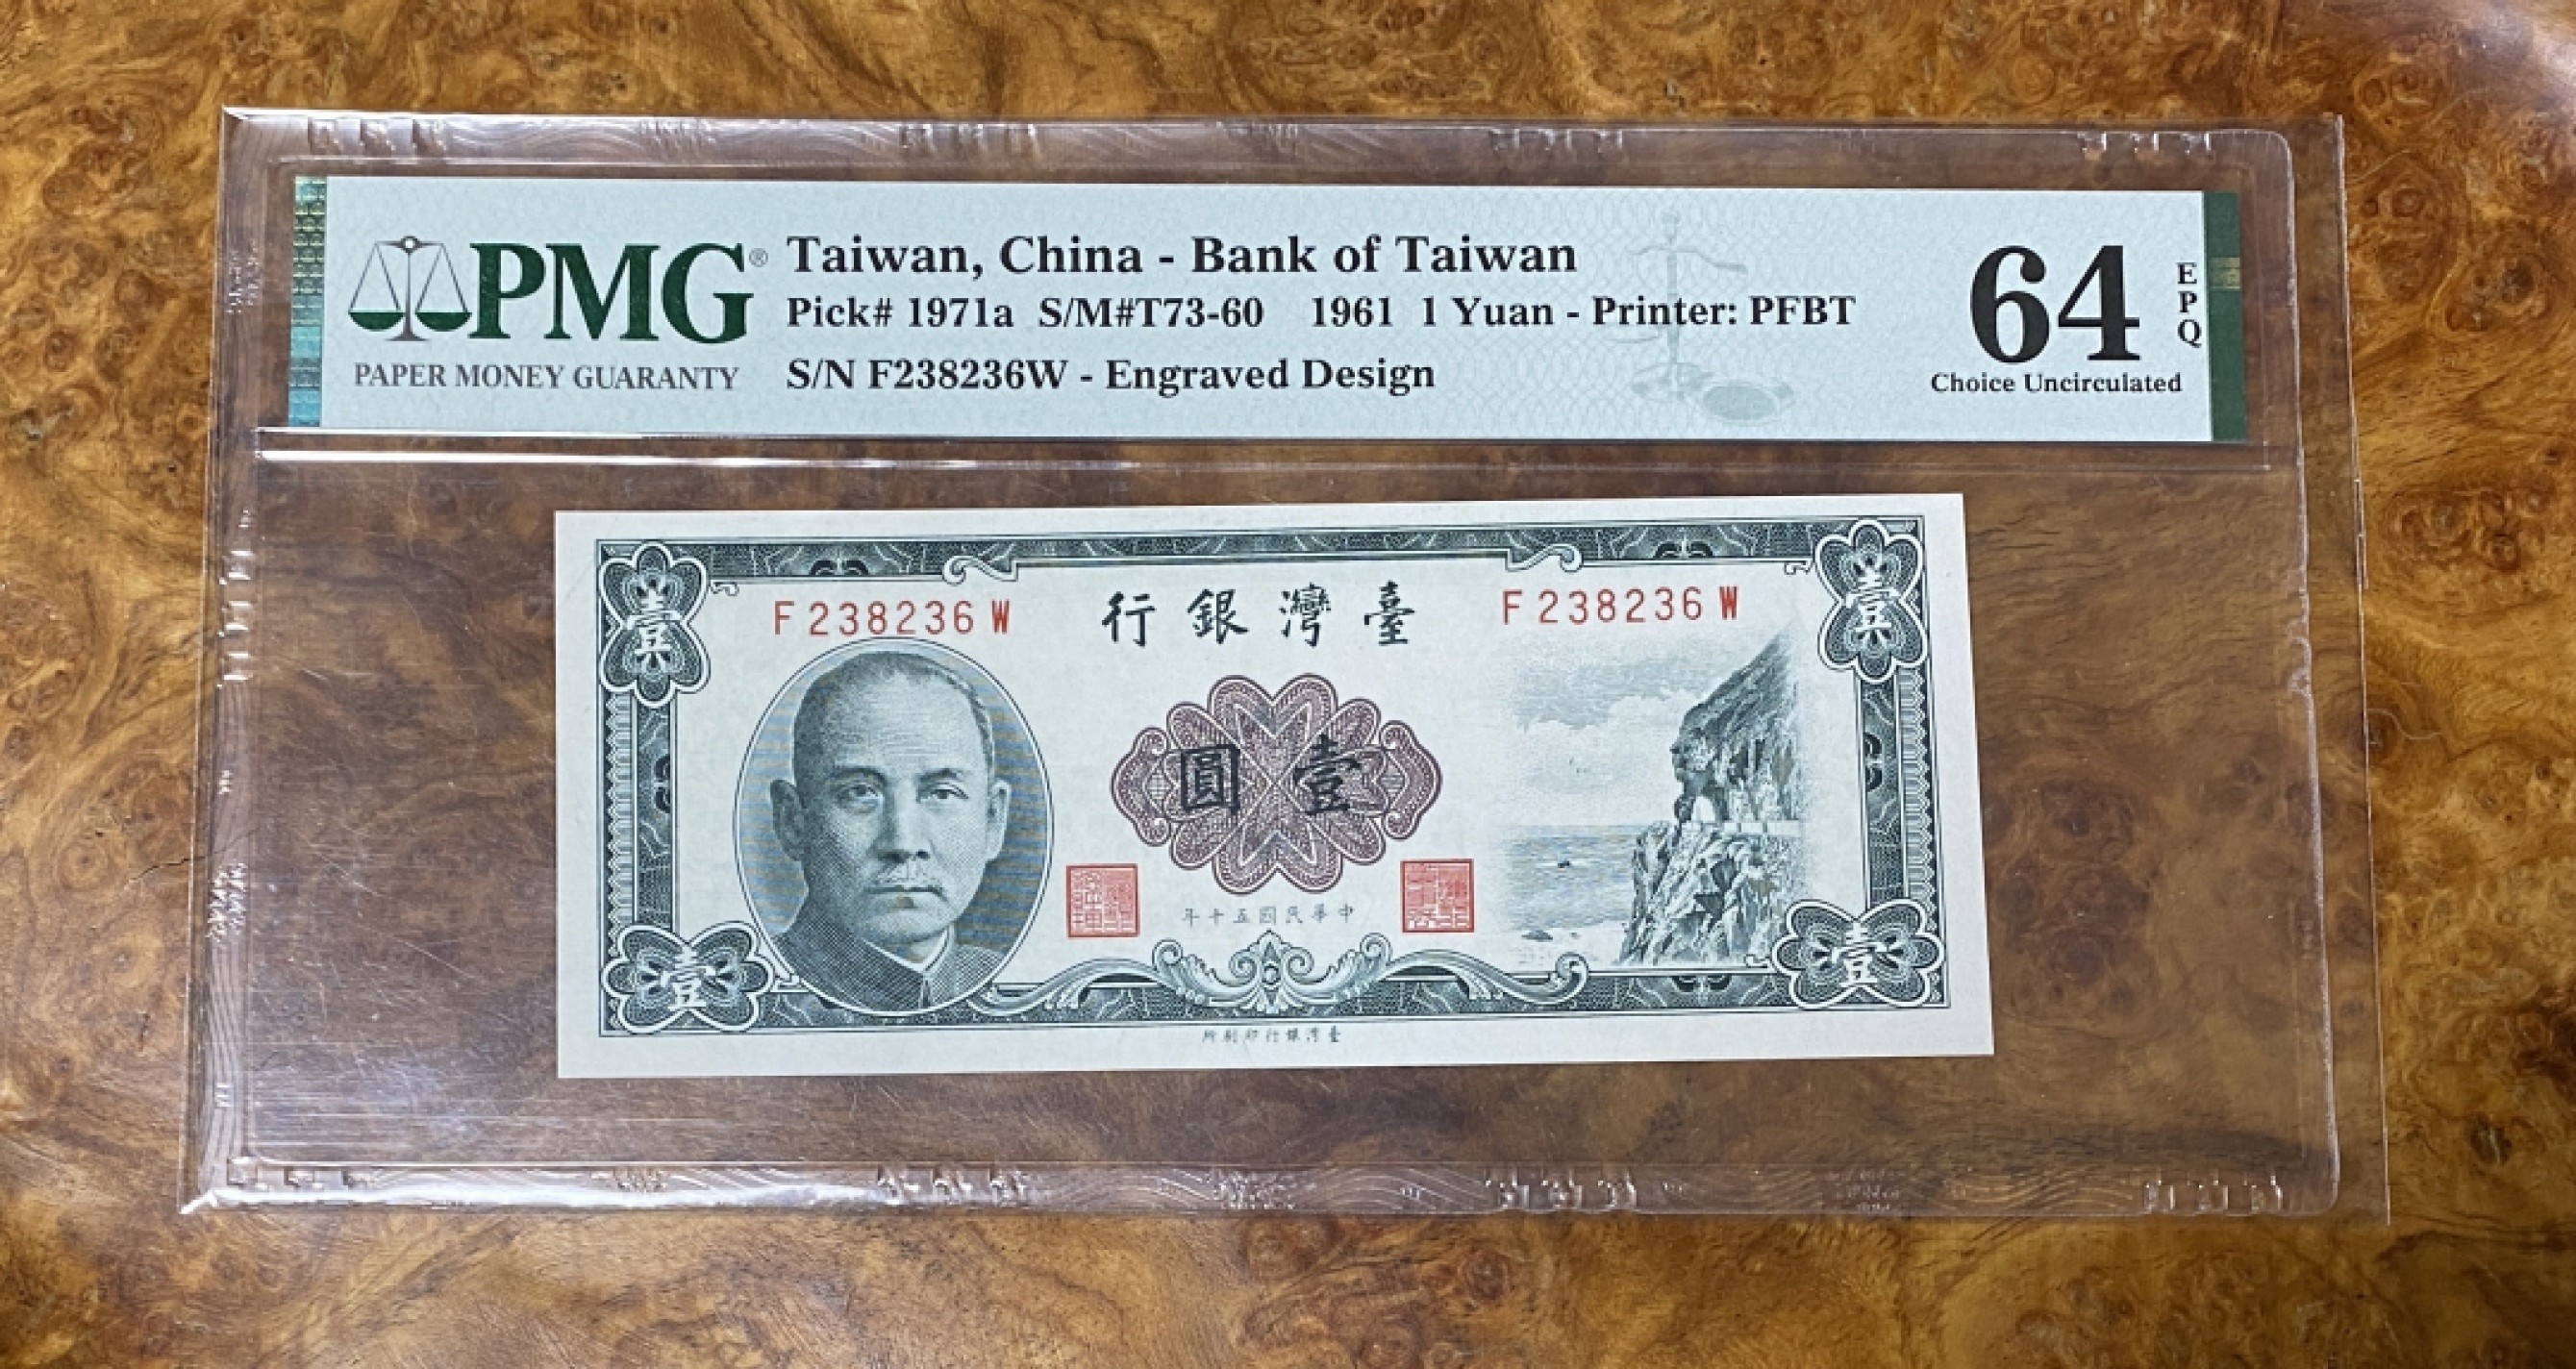 PMG®
PAPER MONEY GUARANTY
Taiwan, China - Bank of Taiwan
Pick# 1971a S/M#T73-60 1961 1 Yuan - Printer: PFBT
S/N F238236W - Engraved Design
64
EPQ
Choice Uncirculated
壹
壹
F238236W
臺灣銀行
F238236W
壹圓
中華民國五十年
壹
壹
臺灣銀行印刷所